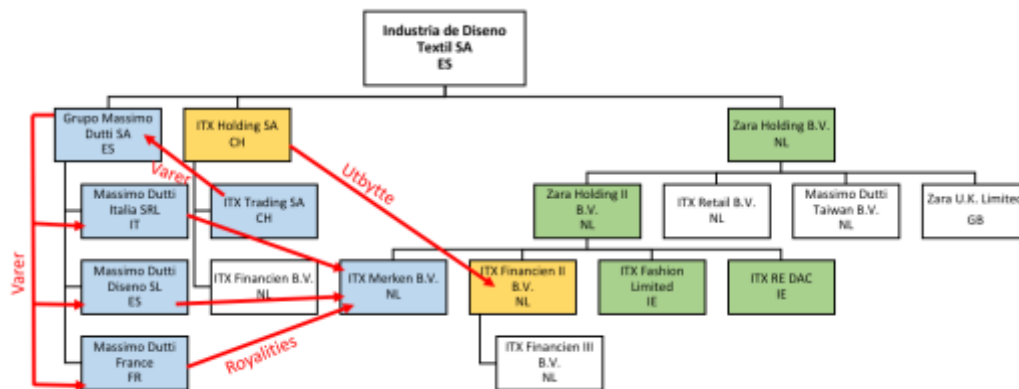 Industria de Diseno
Textil SA
ES
Grupo Massimo
Dutti SA
ES
ITX Holding SA
CH
Zara Holding B.V.
NL
Varer
Utbytte
Massimo Dutti
Italia SRL
IT
ITX Trading SA
CH
Zara Holding II
B.V.
NL
ITX Retail B.V.
NL
Massimo Dutti
Taiwan B.V.
NL
Zara U.K. Limited
GB
Varer
Massimo Dutti
Diseno SL
ES
ITX Financien B.V.
NL
ITX Merken B.V.
NL
ITX Financien II
B.V.
NL
ITX Fashion
Limited
IE
ITX RE DAC
IE
Massimo Dutti
France
FR
Royalities
ITX Financien III
B.V.
NL